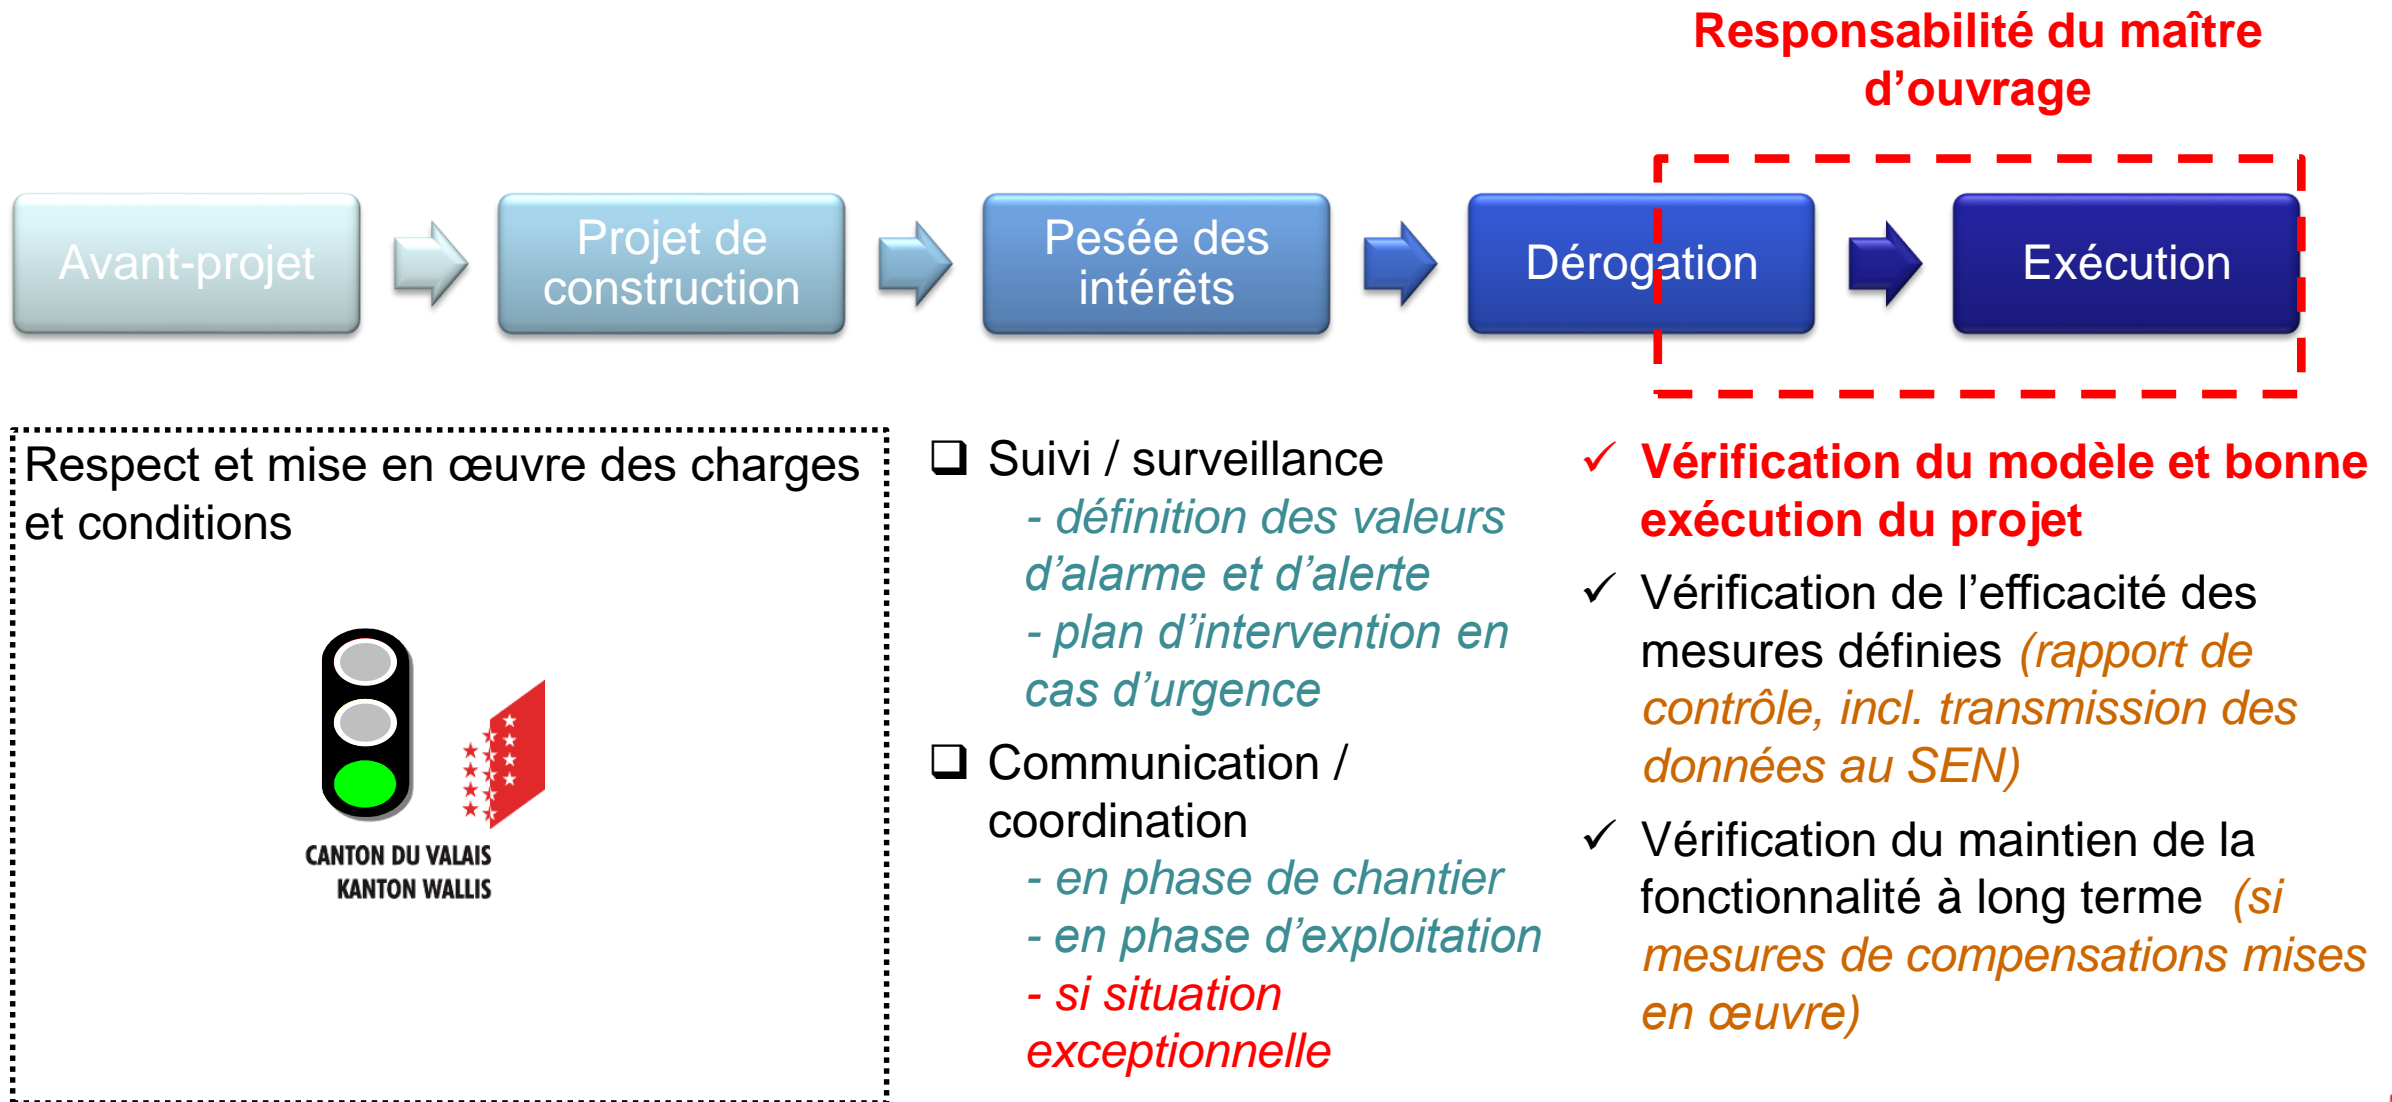 Responsabilité du maître
d’ouvrage
Avant-projet
Projet de
construction
Pesée des
intérêts
Dérogation
Exécution
Respect et mise en œuvre des charges
et conditions
CANTON DU VALAIS
KANTON WALLIS
❑ Suivi / surveillance
- définition des valeurs
d’alarme et d’alerte
- plan d’intervention en
cas d’urgence
❑ Communication /
coordination
- en phase de chantier
- en phase d’exploitation
- si situation
exceptionnelle
✓ Vérification du modèle et bonne
exécution du projet
✓ Vérification de l’efficacité des
mesures définies (rapport de
contrôle, incl. transmission des
données au SEN)
✓ Vérification du maintien de la
fonctionnalité à long terme (si
mesures de compensations mises
en œuvre)